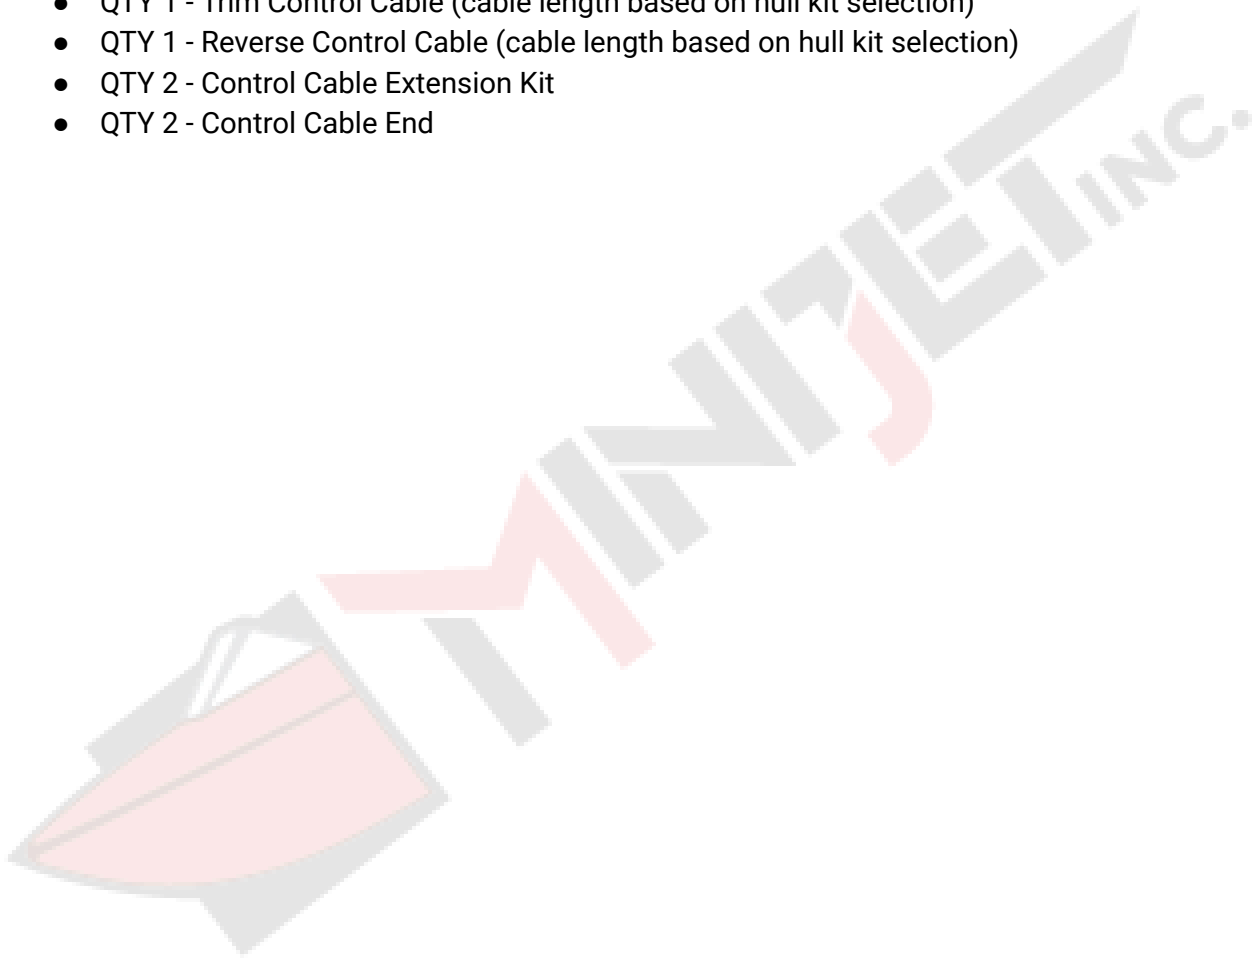 ● QTY 1 - Trim Control Cable (cable length based on hull kit selection)
● QTY 1 - Reverse Control Cable (cable length based on hull kit selection)
● QTY 2 - Control Cable Extension Kit
● QTY 2 - Control Cable End
MINIJET INC.